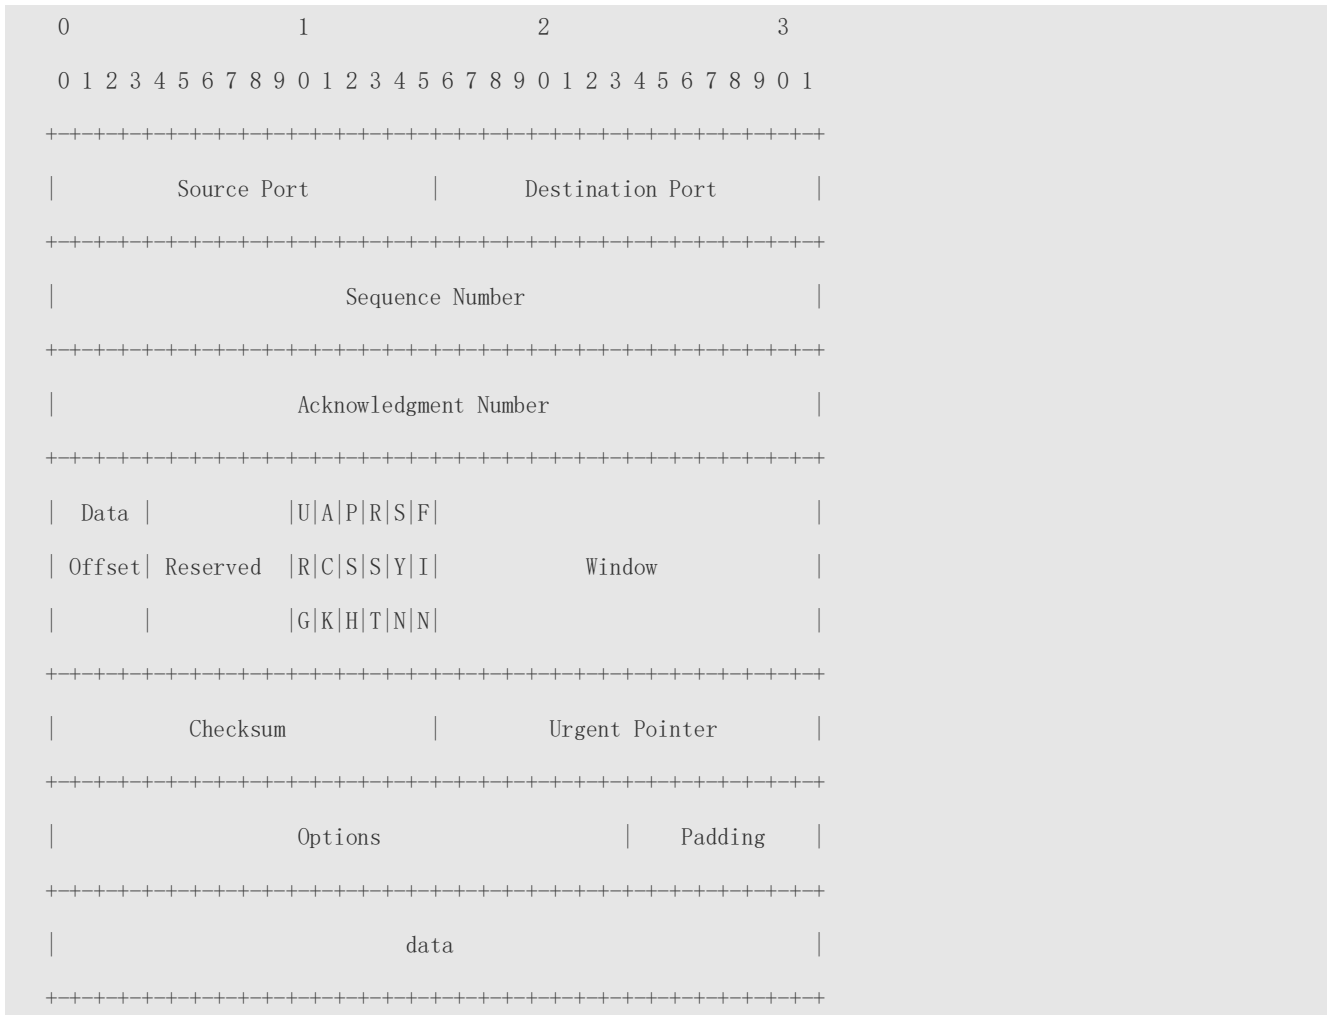 0                   1                   2                   3
 0 1 2 3 4 5 6 7 8 9 0 1 2 3 4 5 6 7 8 9 0 1 2 3 4 5 6 7 8 9 0 1
+-+-+-+-+-+-+-+-+-+-+-+-+-+-+-+-+-+-+-+-+-+-+-+-+-+-+-+-+-+-+-+-+
|          Source Port          |       Destination Port        |
+-+-+-+-+-+-+-+-+-+-+-+-+-+-+-+-+-+-+-+-+-+-+-+-+-+-+-+-+-+-+-+-+
|                        Sequence Number                        |
+-+-+-+-+-+-+-+-+-+-+-+-+-+-+-+-+-+-+-+-+-+-+-+-+-+-+-+-+-+-+-+-+
|                    Acknowledgment Number                      |
+-+-+-+-+-+-+-+-+-+-+-+-+-+-+-+-+-+-+-+-+-+-+-+-+-+-+-+-+-+-+-+-+
|  Data |           |U|A|P|R|S|F|                               |
| Offset| Reserved  |R|C|S|S|Y|I|            Window             |
|       |           |G|K|H|T|N|N|                               |
+-+-+-+-+-+-+-+-+-+-+-+-+-+-+-+-+-+-+-+-+-+-+-+-+-+-+-+-+-+-+-+-+
|           Checksum            |         Urgent Pointer        |
+-+-+-+-+-+-+-+-+-+-+-+-+-+-+-+-+-+-+-+-+-+-+-+-+-+-+-+-+-+-+-+-+
|                    Options                    |    Padding    |
+-+-+-+-+-+-+-+-+-+-+-+-+-+-+-+-+-+-+-+-+-+-+-+-+-+-+-+-+-+-+-+-+
|                             data                              |
+-+-+-+-+-+-+-+-+-+-+-+-+-+-+-+-+-+-+-+-+-+-+-+-+-+-+-+-+-+-+-+-+